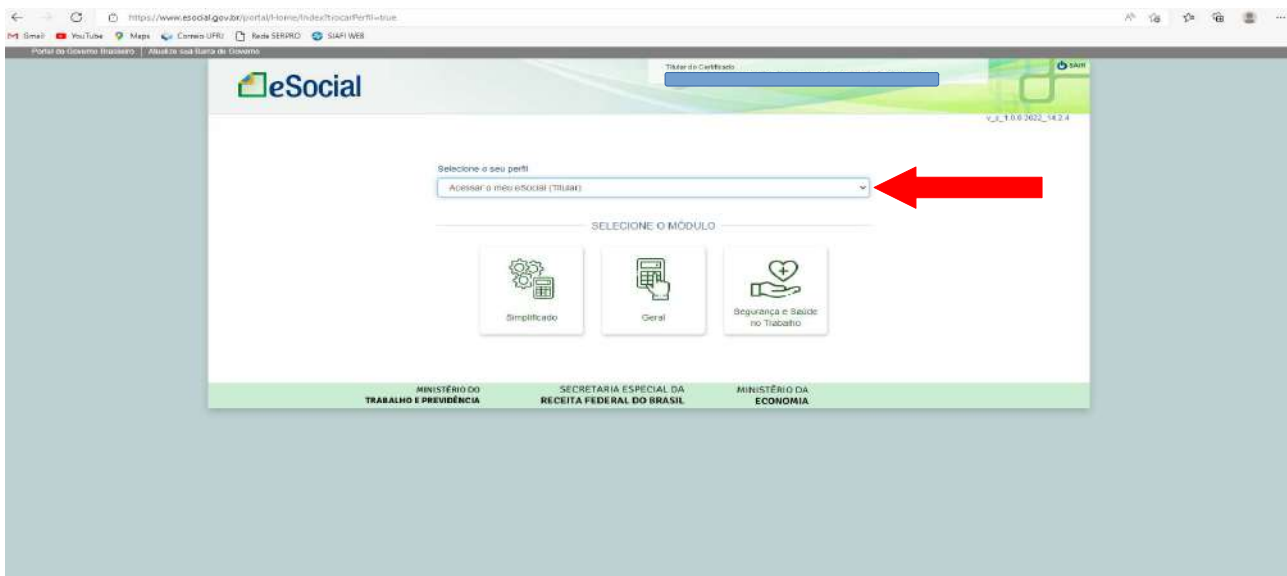 https://www.esocial.gov.br/portal/Home/Index?trocarPerfil=true
Gmail YouTube Maps Correio UFRJ Rede SERPRO SIAFI WEB
Portal do Governo Brasileiro | Atualize sua Barra de Governo
eSocial
Titular do Certificado
SAIR
Selecione o seu perfil
Acessar o meu eSocial (Titular)
SELECIONE O MÓDULO
Simplificado
Geral
Segurança e Saúde
no Trabalho
MINISTÉRIO DO
TRABALHO E PREVIDÊNCIA
SECRETARIA ESPECIAL DA
RECEITA FEDERAL DO BRASIL
MINISTÉRIO DA
ECONOMIA